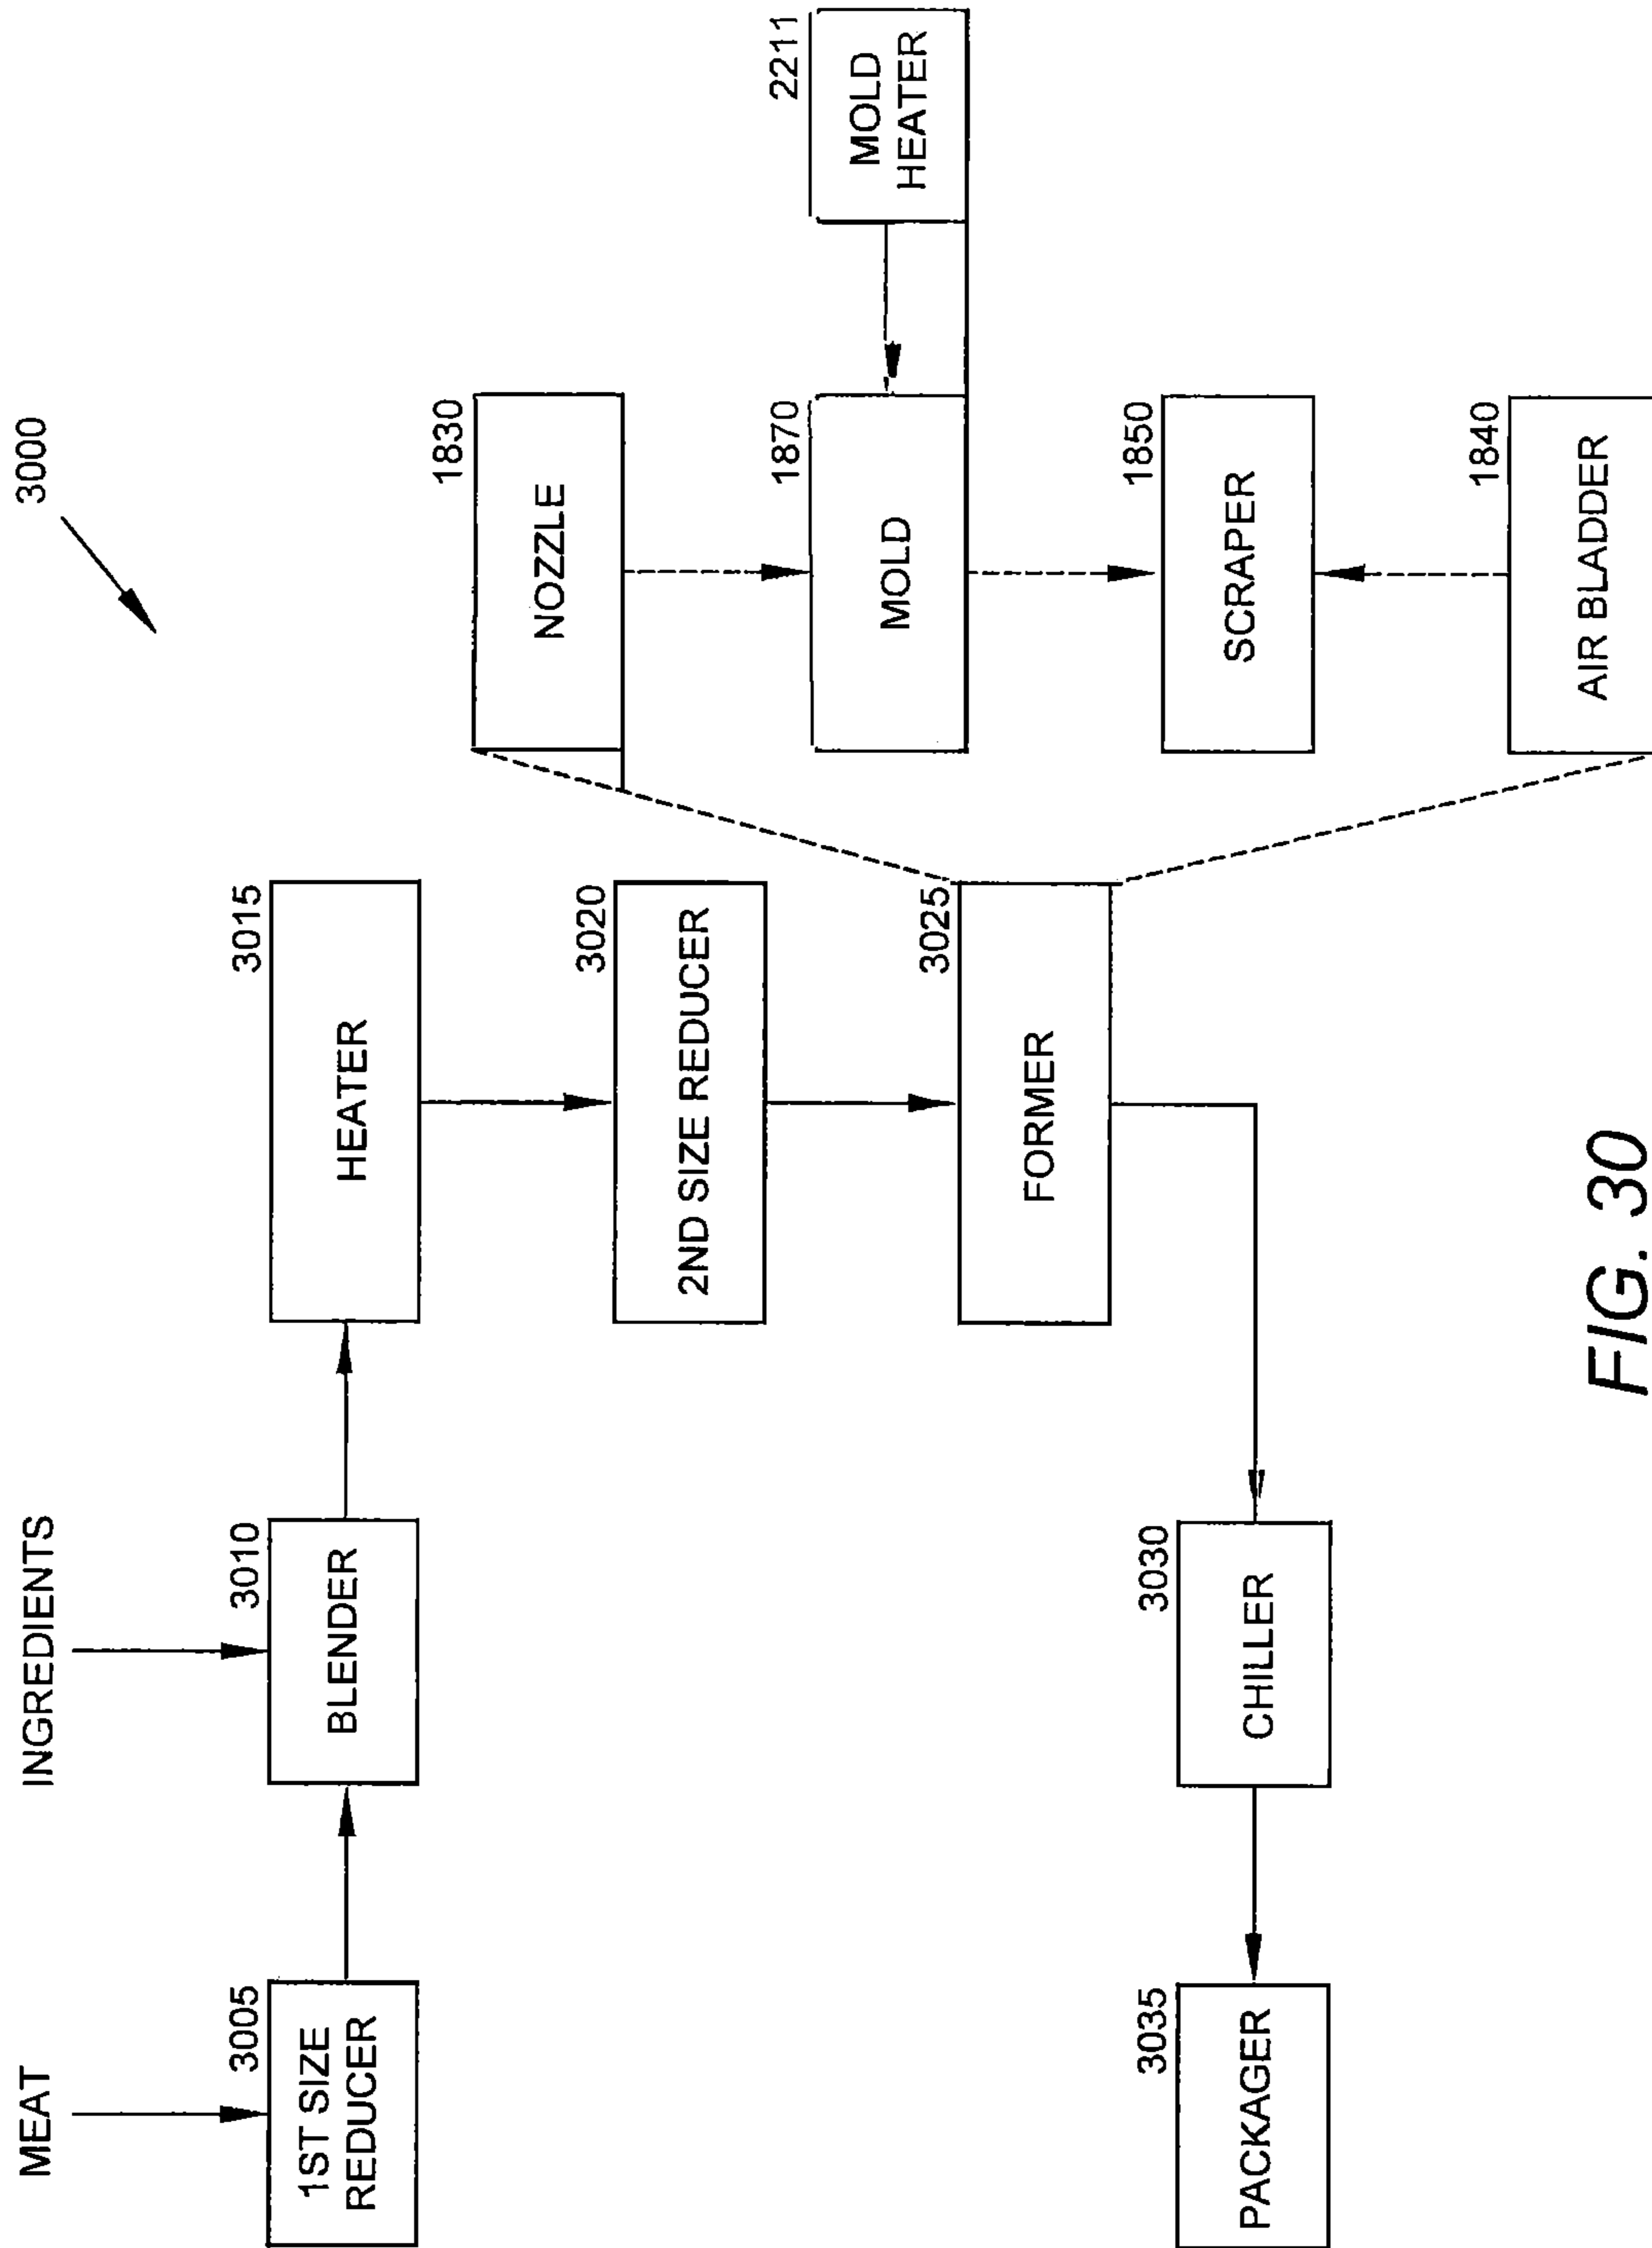 3000
MEAT
INGREDIENTS
3005
1ST SIZE
REDUCER
3010
BLENDER
3015
HEATER
3020
2ND SIZE REDUCER
3025
FORMER
1830
NOZZLE
1870
MOLD
2211
MOLD
HEATER
1850
SCRAPER
1840
AIR BLADDER
3030
CHILLER
3035
PACKAGER
FIG. 30